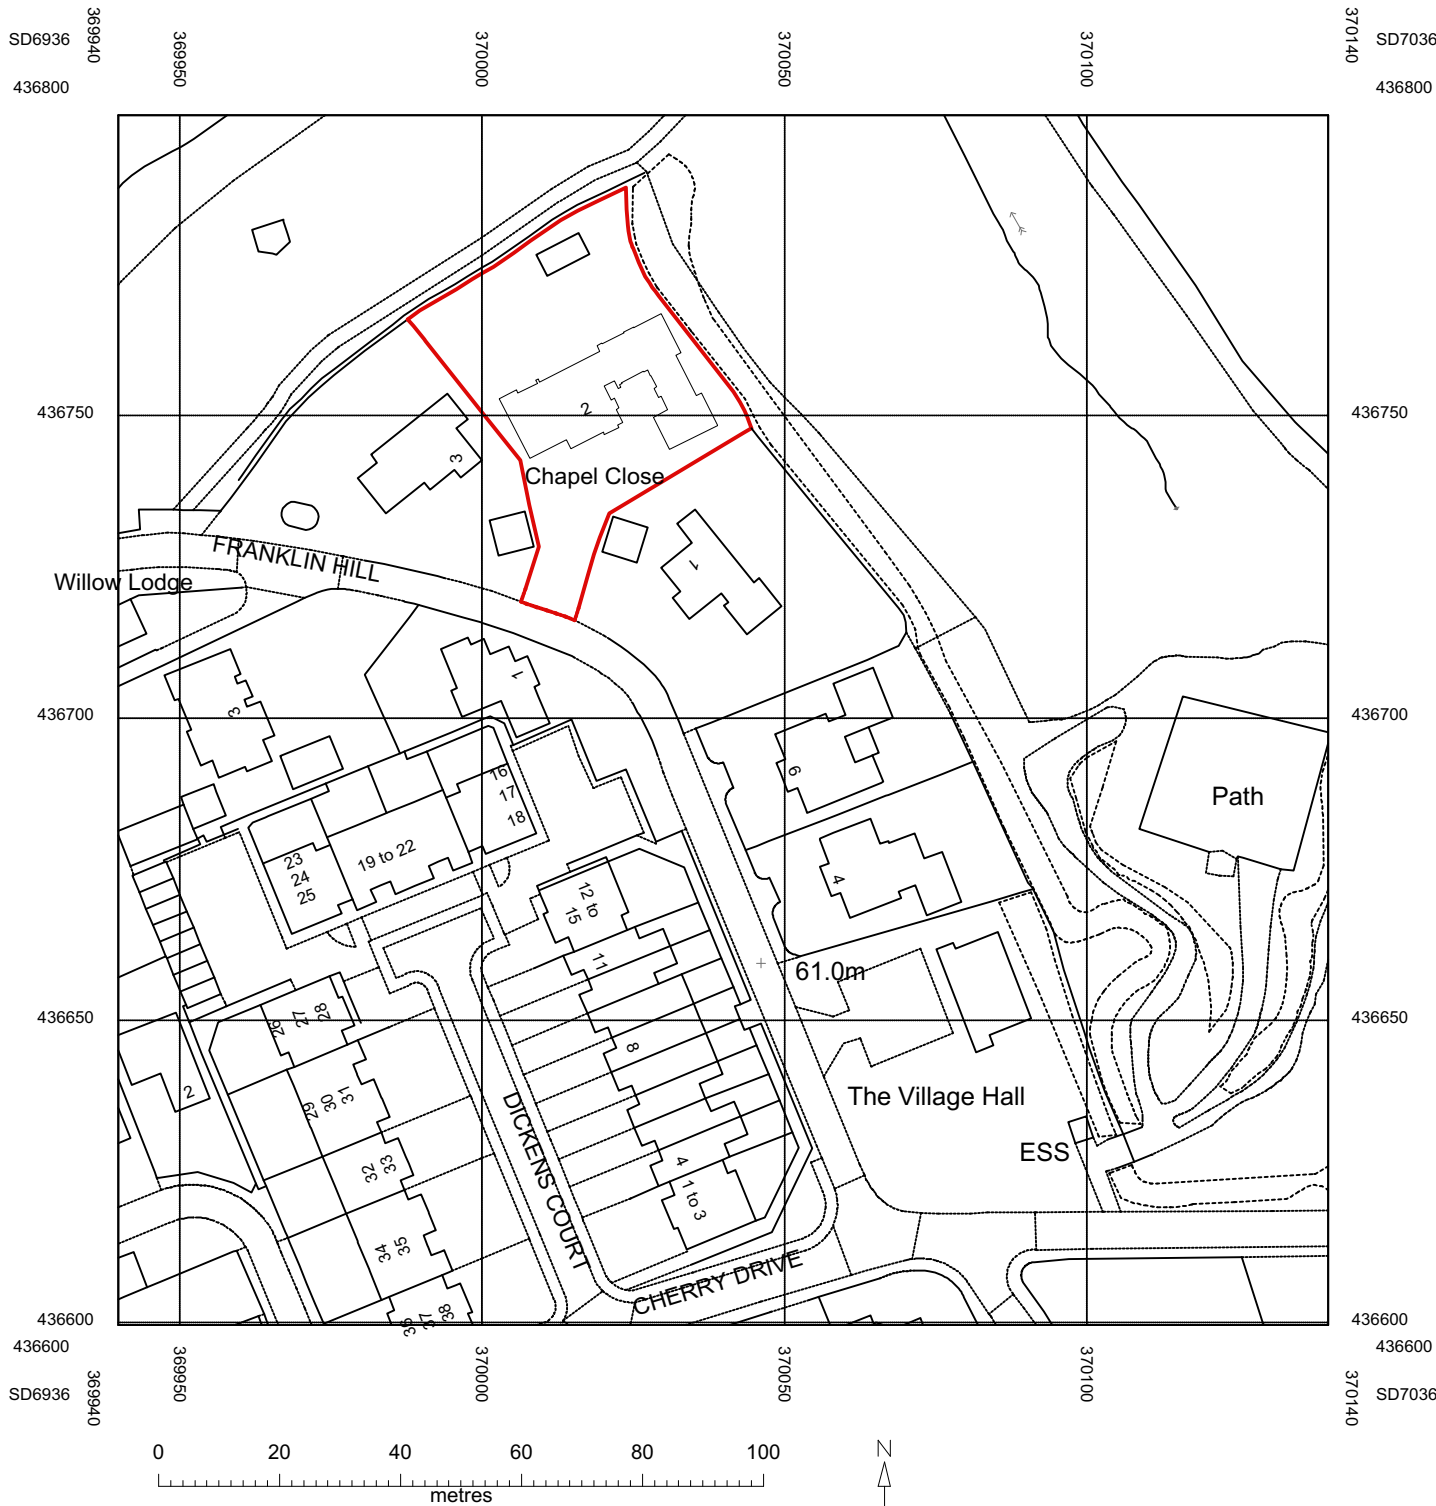 SD6936
369940
369950
370000
370050
370100
370140
SD7036
436800
436800
436750
436750
2
3
Chapel Close
FRANKLIN HILL
Willow Lodge
1
1
3
436700
436700
9
16
17
18
Path
19 to 22
23
24
25
4
12 to
15
11
61.0m
436650
436650
26
27
28
8
2
The Village Hall
29
30
31
DICKENS COURT
ESS
32
33
4
1 to 3
34
35
CHERRY DRIVE
36
37
38
436600
436600
436600
436600
SD6936
369940
369950
370000
370050
370100
370140
SD7036
0 20 40 60 80 100
metres
N